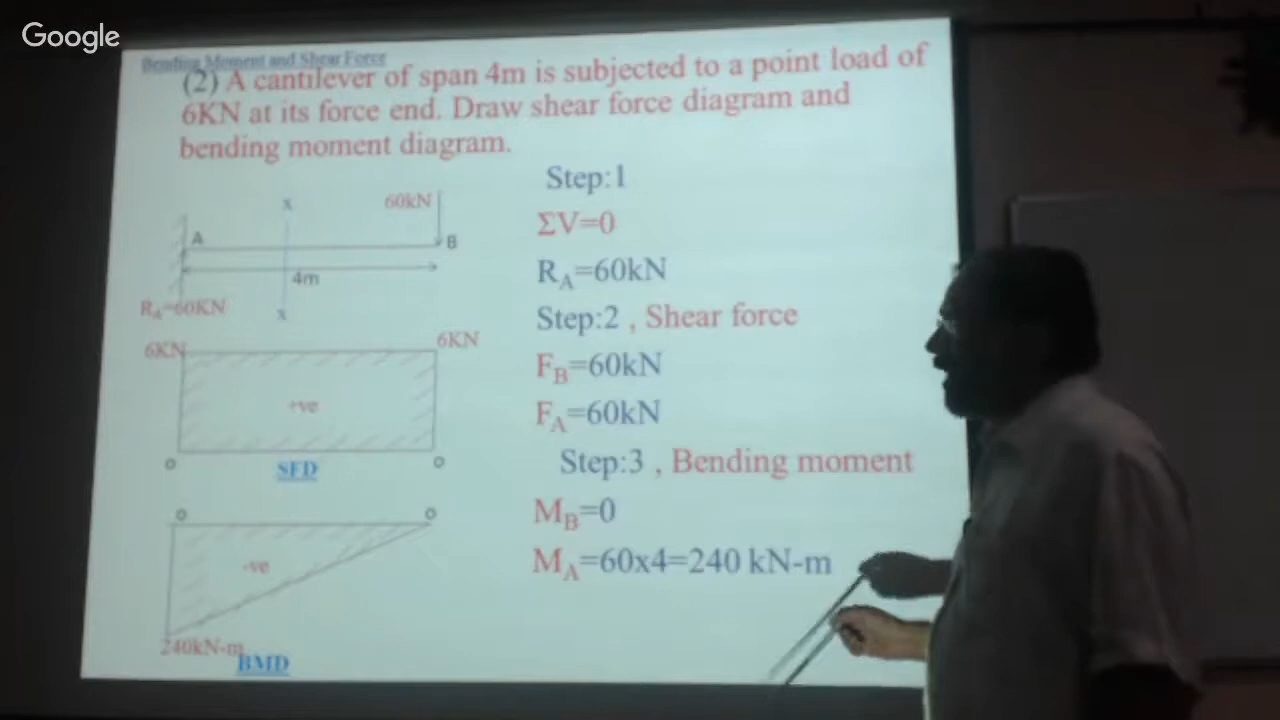 Google
Bending Moment and Shear Force
(2) A cantilever of span 4m is subjected to a point load of
6KN at its force end. Draw shear force diagram and
bending moment diagram.
x
60kN
A
B
4m
RA=60KN
x
6KN
6KN
+ve
o
o
SFD
o
o
-ve
240kN-m
BMD
Step:1
ΣV=0
RA=60kN
Step:2 , Shear force
FB=60kN
FA=60kN
Step:3 , Bending moment
MB=0
MA=60x4=240 kN-m